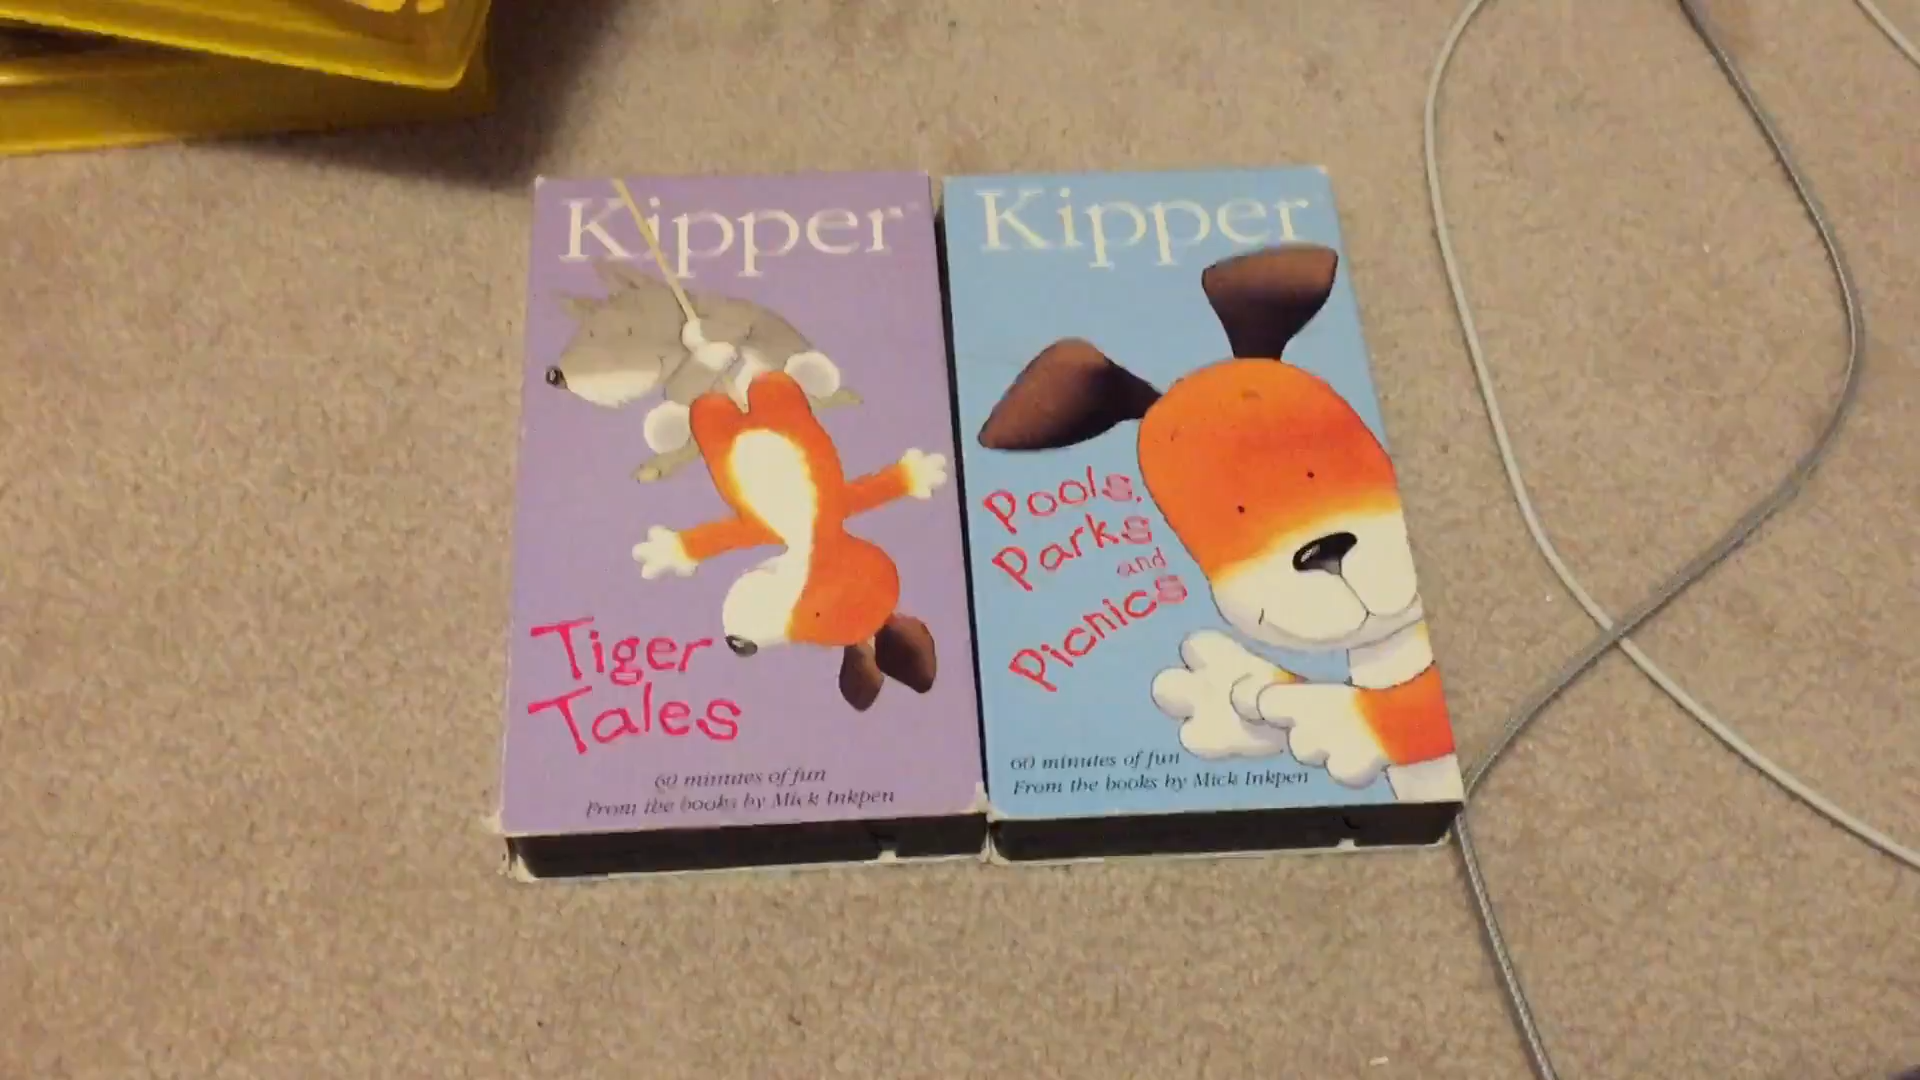 Kipper
Tiger
Tales
60 minutes of fun
From the books by Mick Inkpen
Kipper
Pools,
Parks
and
Picnics
60 minutes of fun
From the books by Mick Inkpen